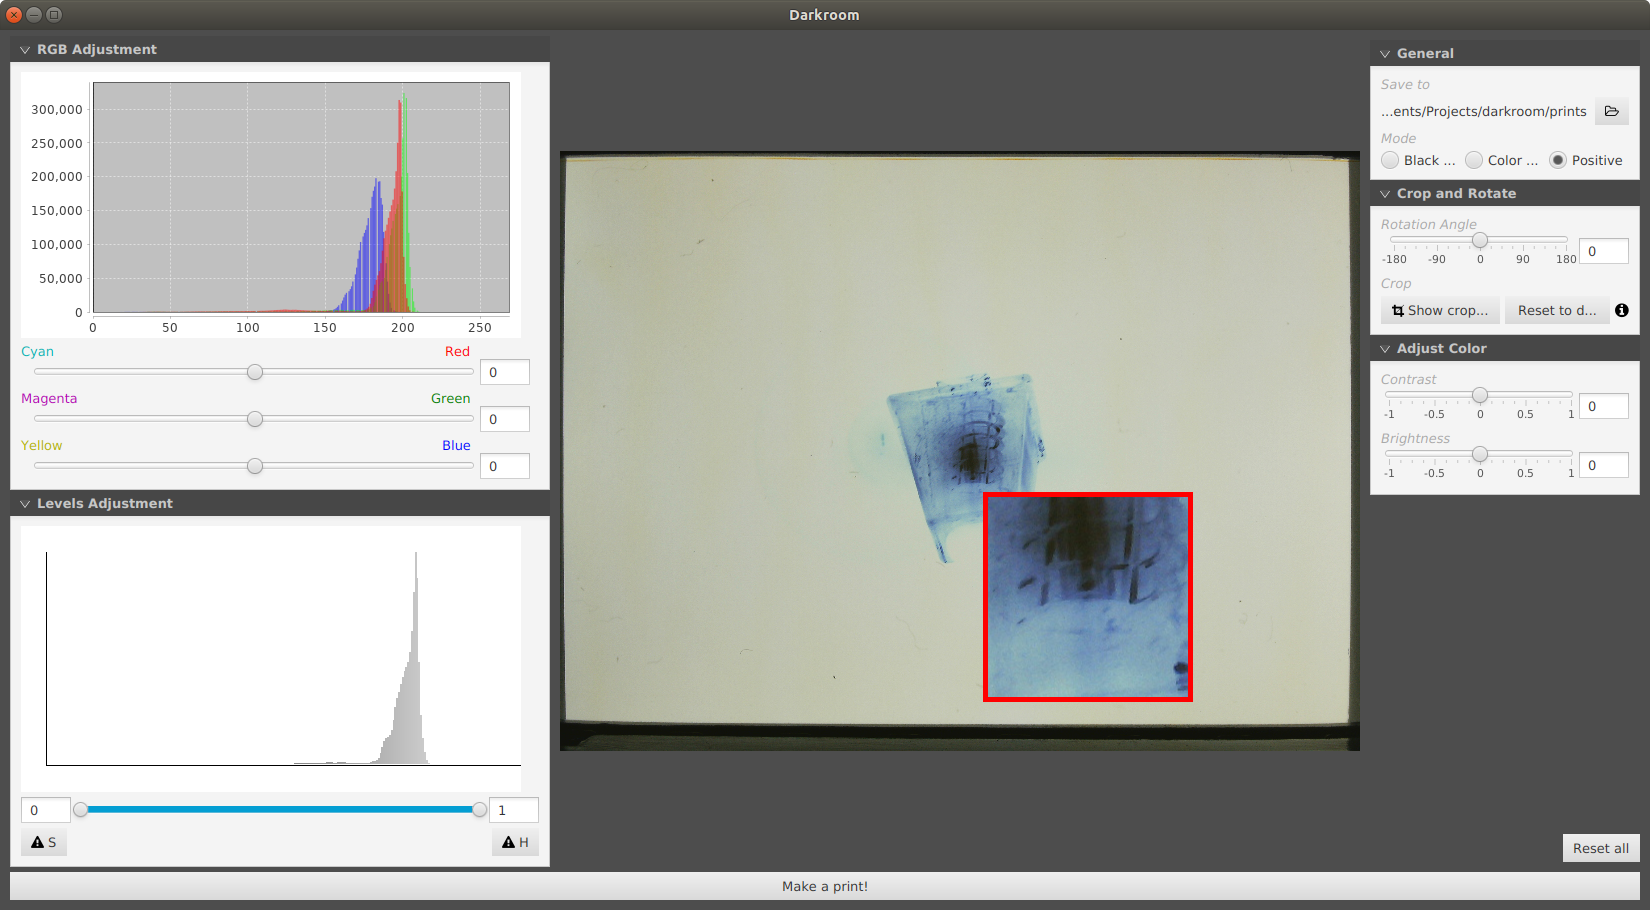 Darkroom
RGB Adjustment
300,000
250,000
200,000
150,000
100,000
50,000
0
0 50 100 150 200 250
Cyan Red
0
Magenta Green
0
Yellow Blue
0
Levels Adjustment
0 1
S H
General
Save to
...ents/Projects/darkroom/prints
Mode
Black ... Color ... Positive
Crop and Rotate
Rotation Angle
-180 -90 0 90 180
0
Crop
Show crop... Reset to d...
Adjust Color
Contrast
-1 -0.5 0 0.5 1
0
Brightness
-1 -0.5 0 0.5 1
0
Reset all
Make a print!